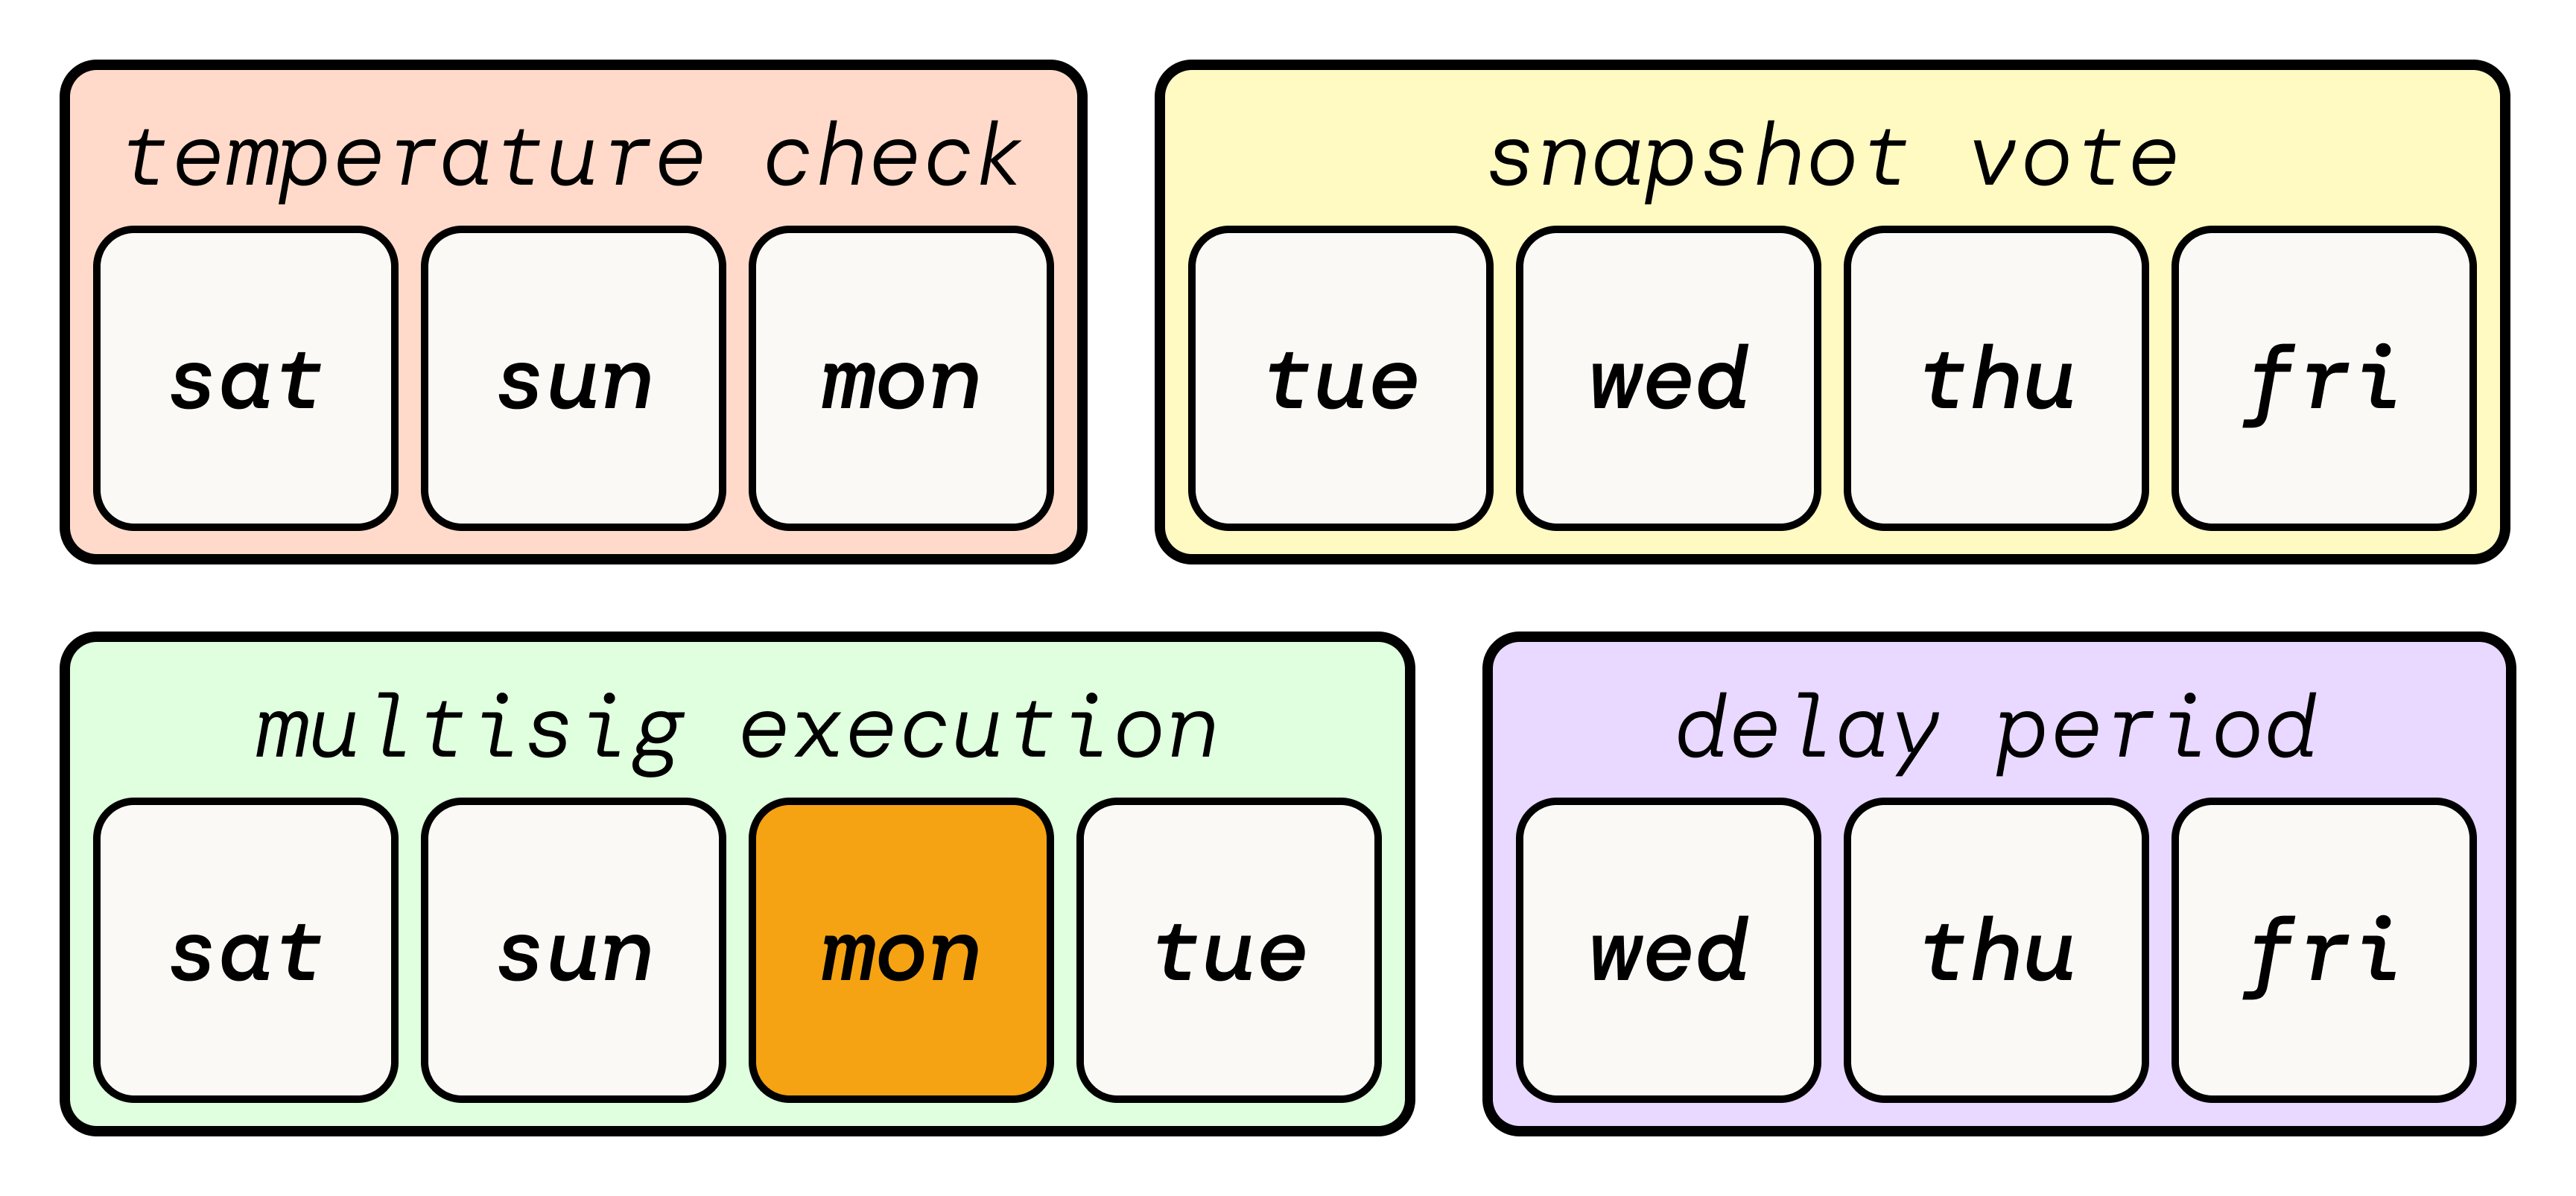 temperature check
sat sun mon
snapshot vote
tue wed thu fri
multisig execution
sat sun mon tue
delay period
wed thu fri